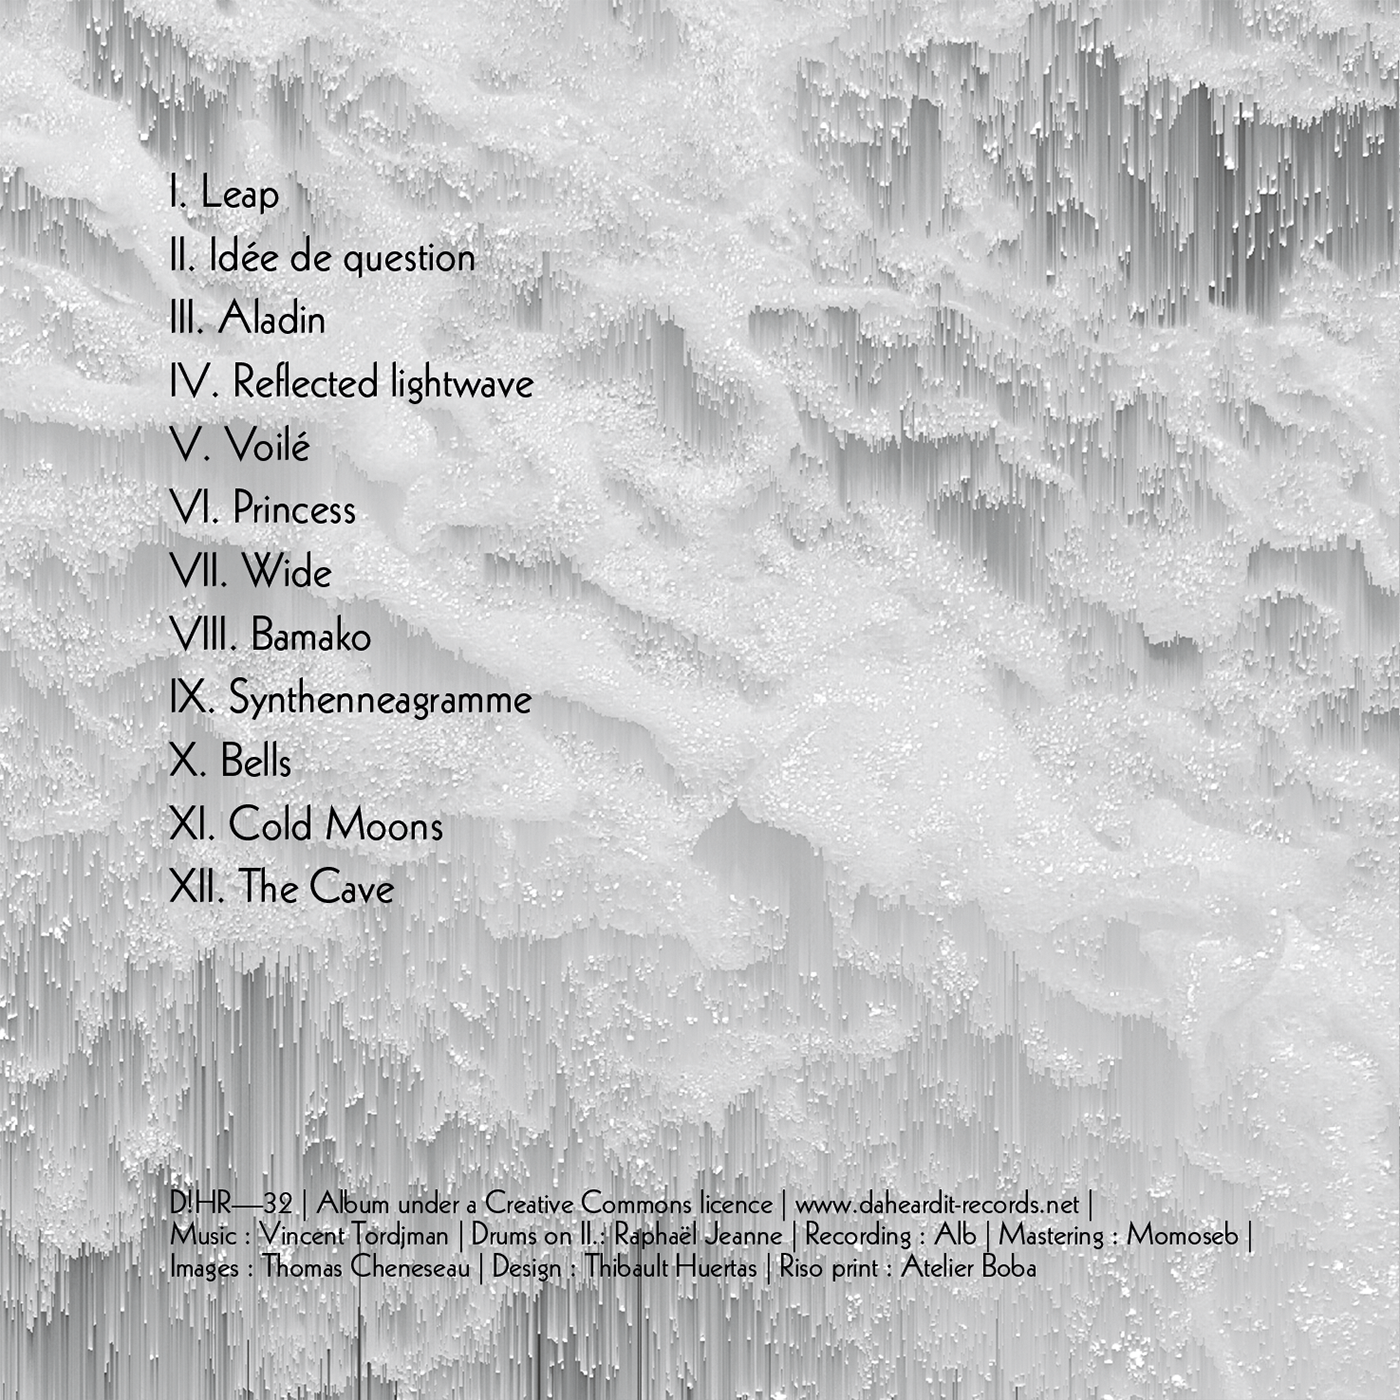 I. Leap
II. Idée de question
III. Aladin
IV. Reflected lightwave
V. Voilé
VI. Princess
VII. Wide
VIII. Bamako
IX. Synthenneagramme
X. Bells
XI. Cold Moons
XII. The Cave
D!HR—32 | Album under a Creative Commons licence | www.daheardit-records.net |
Music : Vincent Tordjman | Drums on II.: Raphaël Jeanne | Recording : Alb | Mastering : Momoseb |
Images : Thomas Cheneseau | Design : Thibault Huertas | Riso print : Atelier Boba